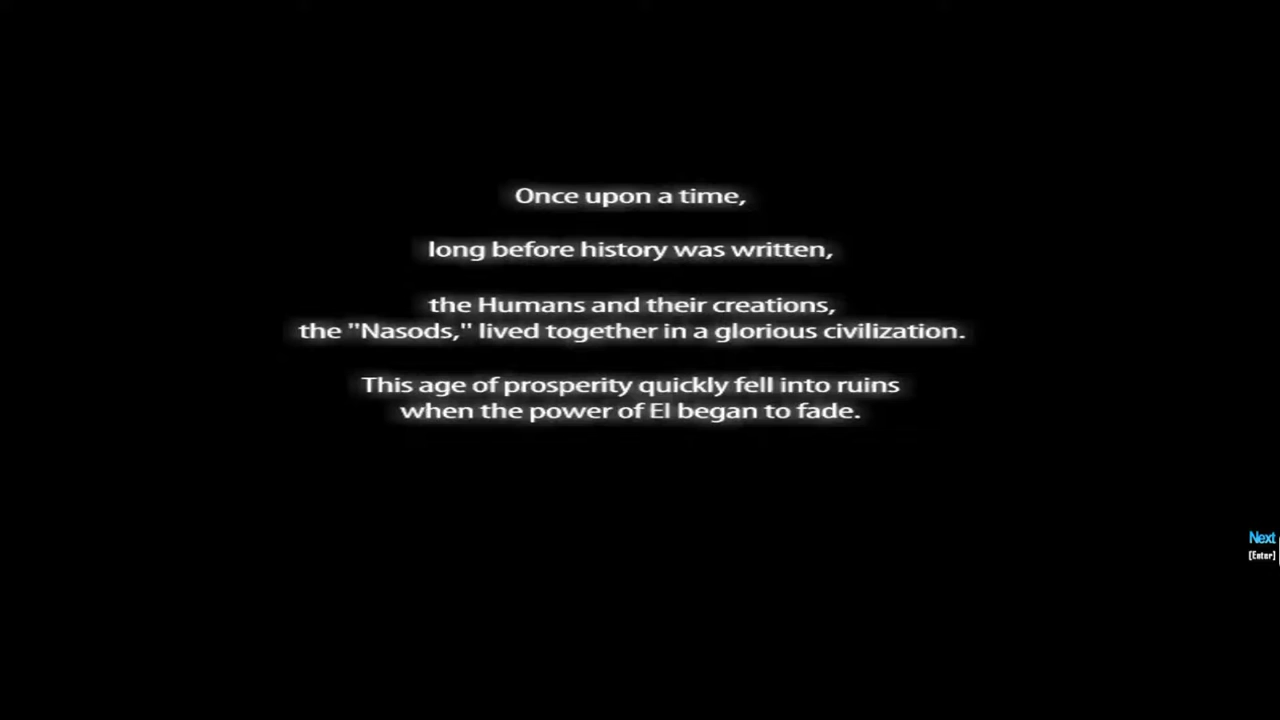 Once upon a time,
long before history was written,
the Humans and their creations,
the "Nasods," lived together in a glorious civilization.
This age of prosperity quickly fell into ruins
when the power of El began to fade.
Next
[Enter]